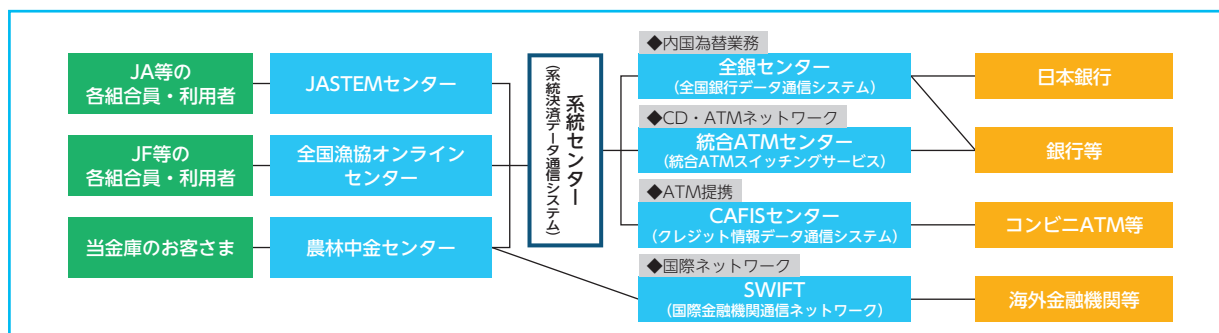 JA等の
各組合員・利用者
JASTEMセンター
JF等の
各組合員・利用者
全国漁協オンライン
センター
当金庫のお客さま
農林中金センター
系統センター
(系統決済データ通信システム)
◆内国為替業務
全銀センター
(全国銀行データ通信システム)
日本銀行
◆CD・ATMネットワーク
統合ATMセンター
(統合ATMスイッチングサービス)
銀行等
◆ATM提携
CAFISセンター
(クレジット情報データ通信システム)
コンビニATM等
◆国際ネットワーク
SWIFT
(国際金融機関通信ネットワーク)
海外金融機関等